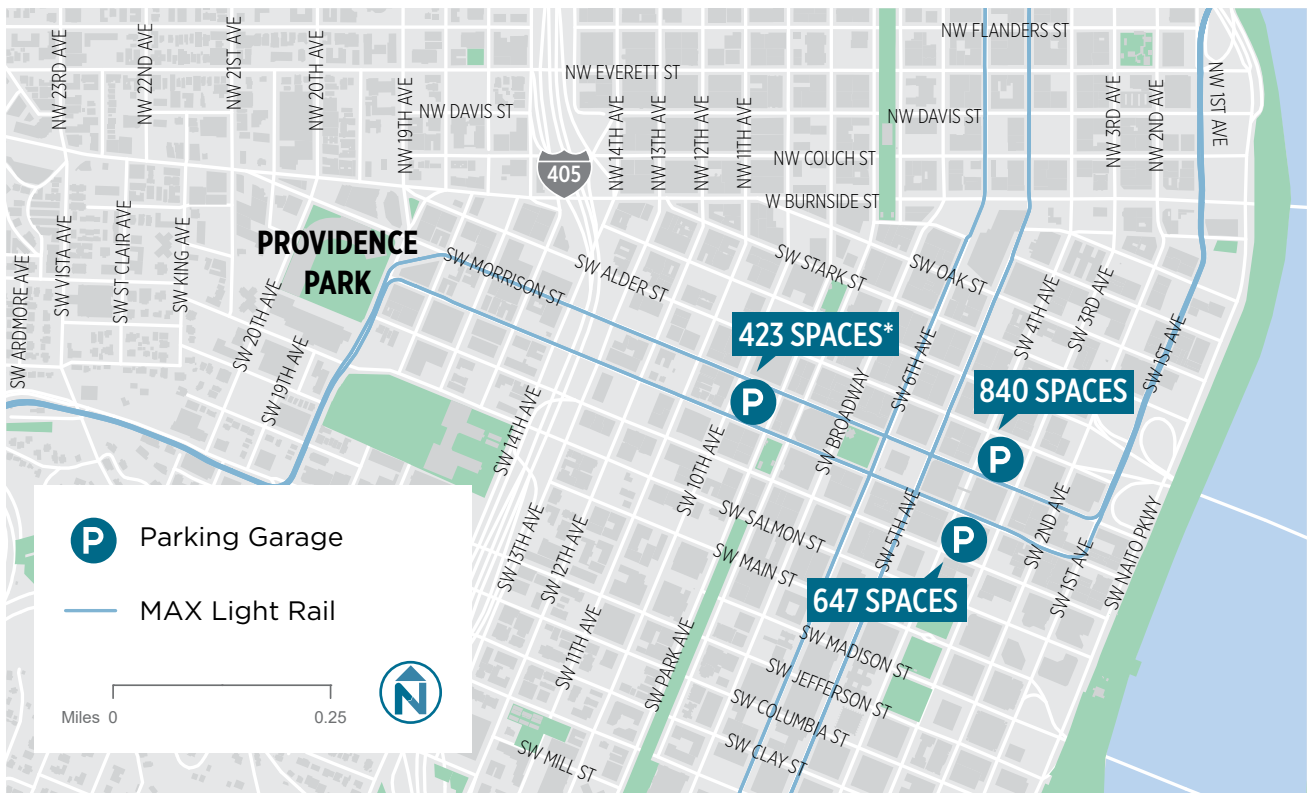 NW FLANDERS ST
NW EVERETT ST
NW 23RD AVE
NW 22ND AVE
NW 21ST AVE
NW 20TH AVE
NW 19TH AVE
NW DAVIS ST
NW 14TH AVE
NW 13TH AVE
NW 12TH AVE
NW 11TH AVE
NW DAVIS ST
NW 3RD AVE
NW 2ND AVE
NW 1ST AVE
NW COUCH ST
405
W BURNSIDE ST
PROVIDENCE
PARK
SW ARDMORE AVE
SW VISTA AVE
SW ST CLAIR AVE
SW KING AVE
SW 20TH AVE
SW 19TH AVE
SW MORRISON ST
SW ALDER ST
SW STARK ST
SW OAK ST
SW 4TH AVE
SW 3RD AVE
SW 1ST AVE
423 SPACES*
P
SW 6TH AVE
840 SPACES
P
SW BROADWAY
SW 14TH AVE
SW 10TH AVE
SW SALMON ST
SW MAIN ST
SW 5TH AVE
P
647 SPACES
SW 2ND AVE
SW 1ST AVE
SW NAITO PKWY
SW 13TH AVE
SW 12TH AVE
SW 11TH AVE
SW PARK AVE
SW MADISON ST
SW JEFFERSON ST
SW COLUMBIA ST
SW CLAY ST
SW MILL ST
P Parking Garage
MAX Light Rail
Miles 0 0.25
N